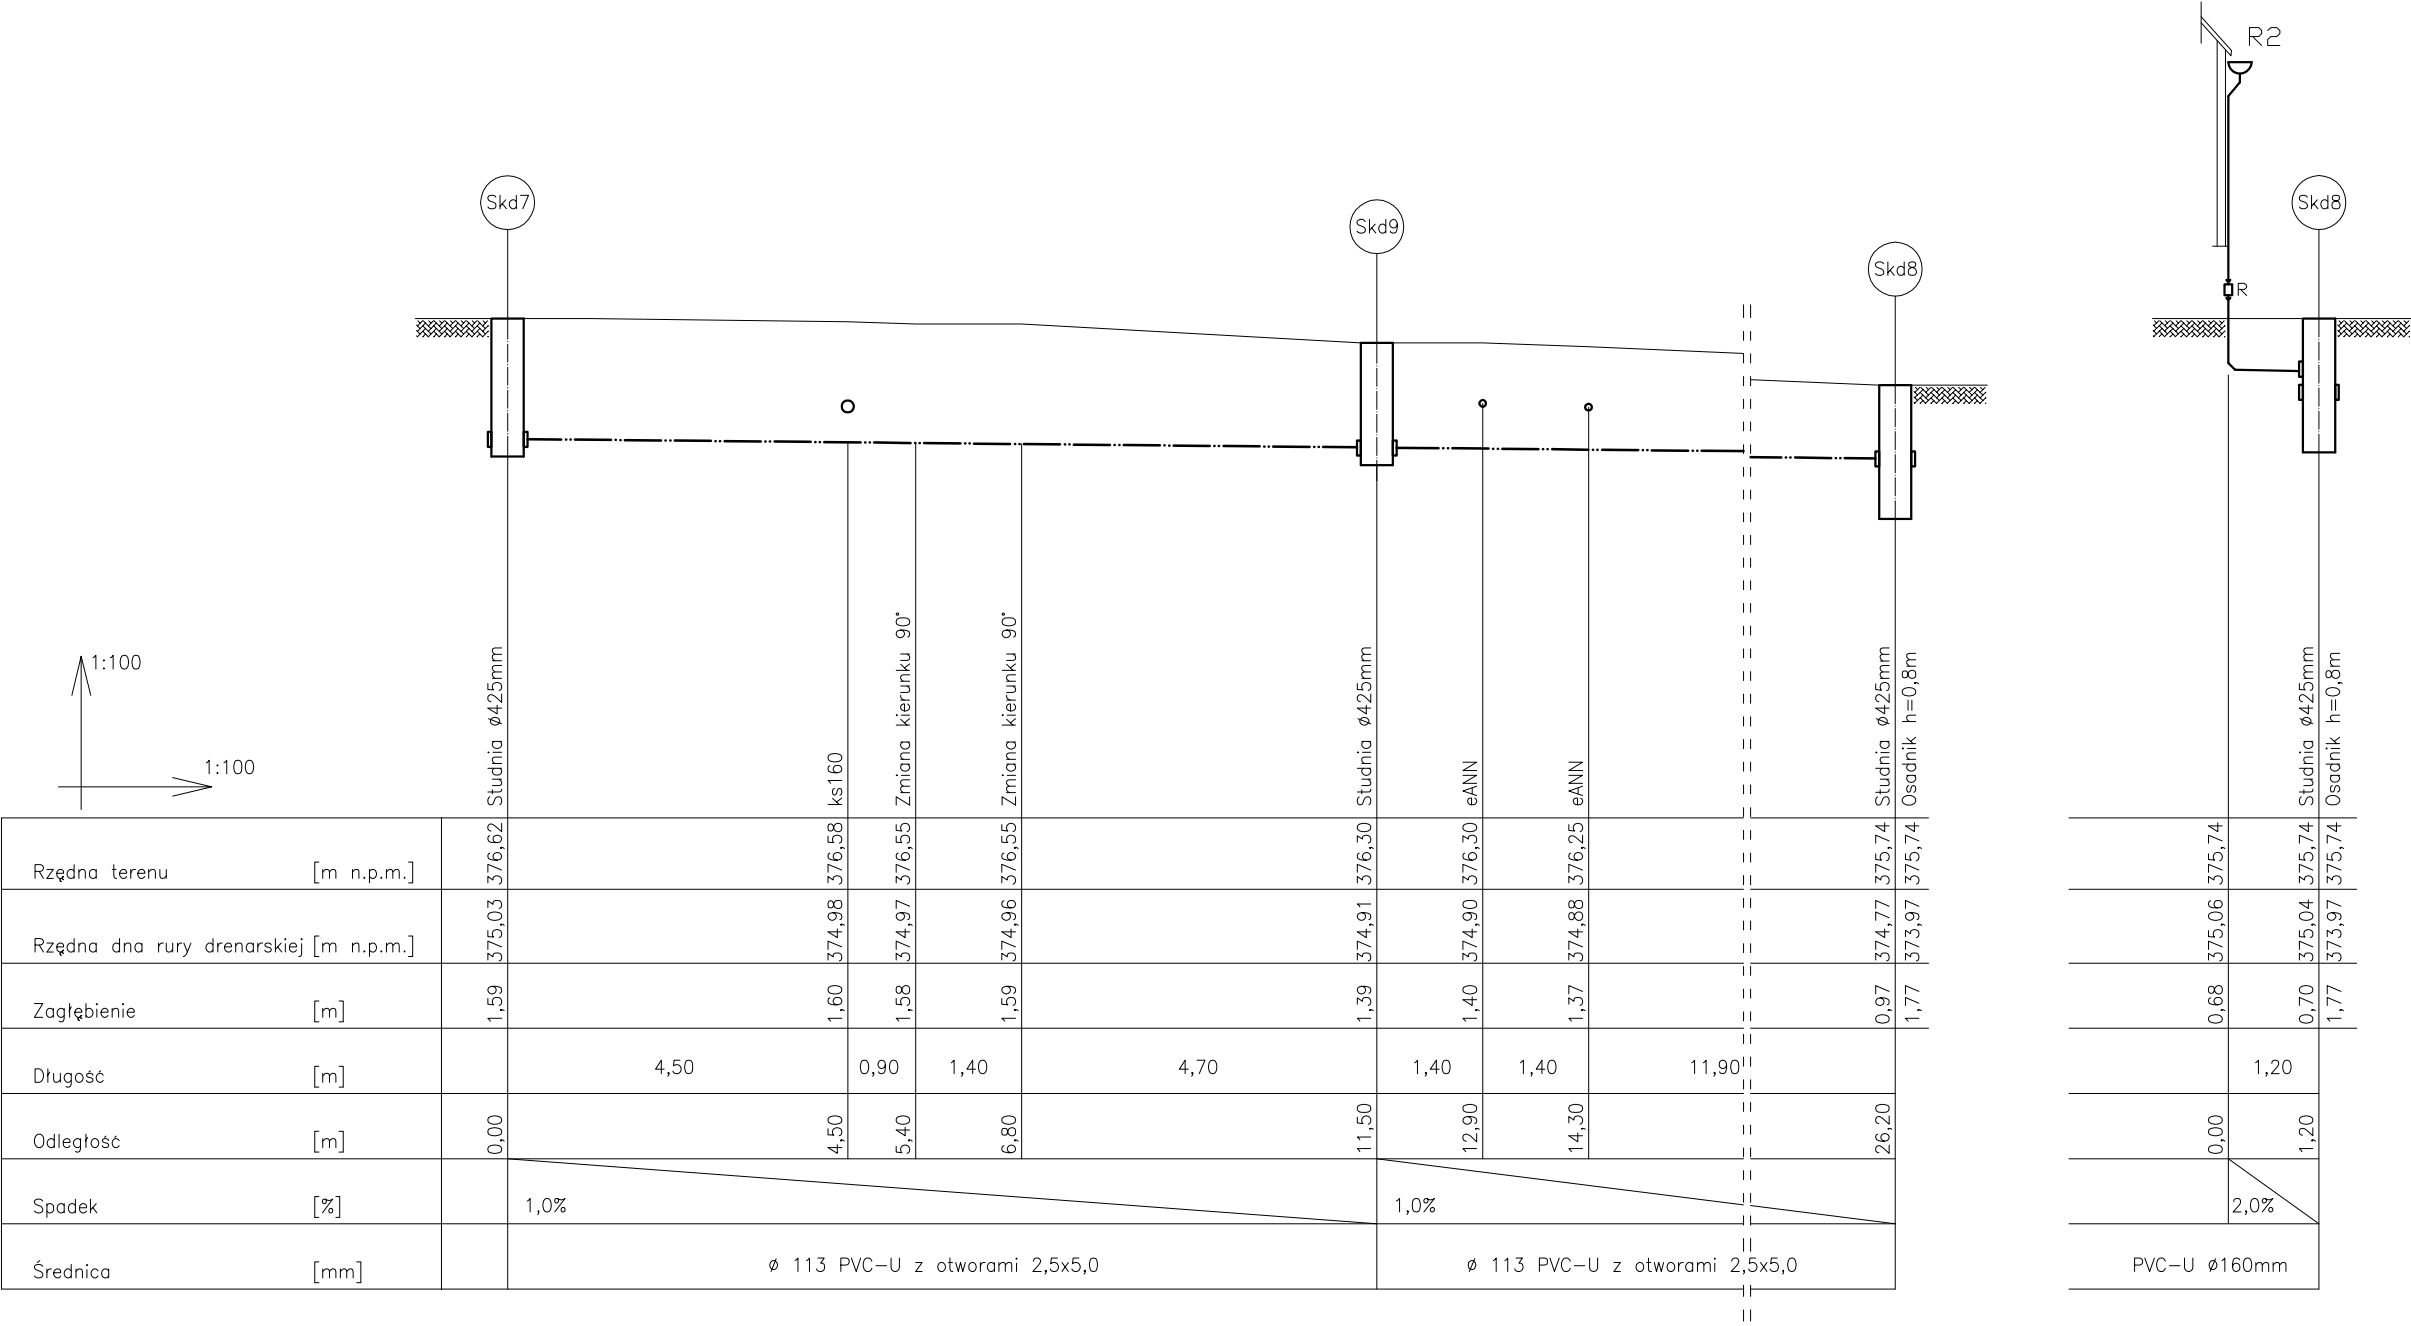 R2
Skd7
Skd9
Skd8
Skd8
R
1:100
1:100
Studnia ø425mm
ks160
Zmiana kierunku 90°
Zmiana kierunku 90°
Studnia ø425mm
eANN
eANN
Studnia ø425mm
Osadnik h=0,8m
Studnia ø425mm
Osadnik h=0,8m
Rzędna terenu [m n.p.m.] 376,62 376,58 376,55 376,55 376,30 376,30 376,25 375,74 375,74 375,74 375,74 375,74
Rzędna dna rury drenarskiej [m n.p.m.] 375,03 374,98 374,97 374,96 374,91 374,90 374,88 374,77 373,97 375,06 375,04 373,97
Zagłębienie [m] 1,59 1,60 1,58 1,59 1,39 1,40 1,37 0,97 1,77 0,68 0,70 1,77
Długość [m] 4,50 0,90 1,40 4,70 1,40 1,40 11,90 1,20
Odległość [m] 0,00 4,50 5,40 6,80 11,50 12,90 14,30 26,20 0,00 1,20
Spadek [%] 1,0% 1,0% 2,0%
Średnica [mm] ø 113 PVC-U z otworami 2,5x5,0 ø 113 PVC-U z otworami 2,5x5,0 PVC-U Ø160mm